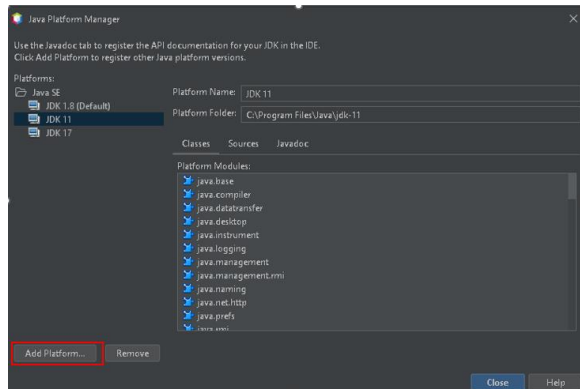 Java Platform Manager
Use the Javadoc tab to register the API documentation for your JDK in the IDE.
Click Add Platform to register other Java platform versions.
Platforms:
Java SE
JDK 1.8 (Default)
JDK 11
JDK 17
Platform Name: JDK 11
Platform Folder: C:\Program Files\Java\jdk-11
Classes Sources Javadoc
Platform Modules:
java.base
java.compiler
java.datatransfer
java.desktop
java.instrument
java.logging
java.management
java.management.rmi
java.naming
java.net.http
java.prefs
java.rmi
Add Platform... Remove
Close Help